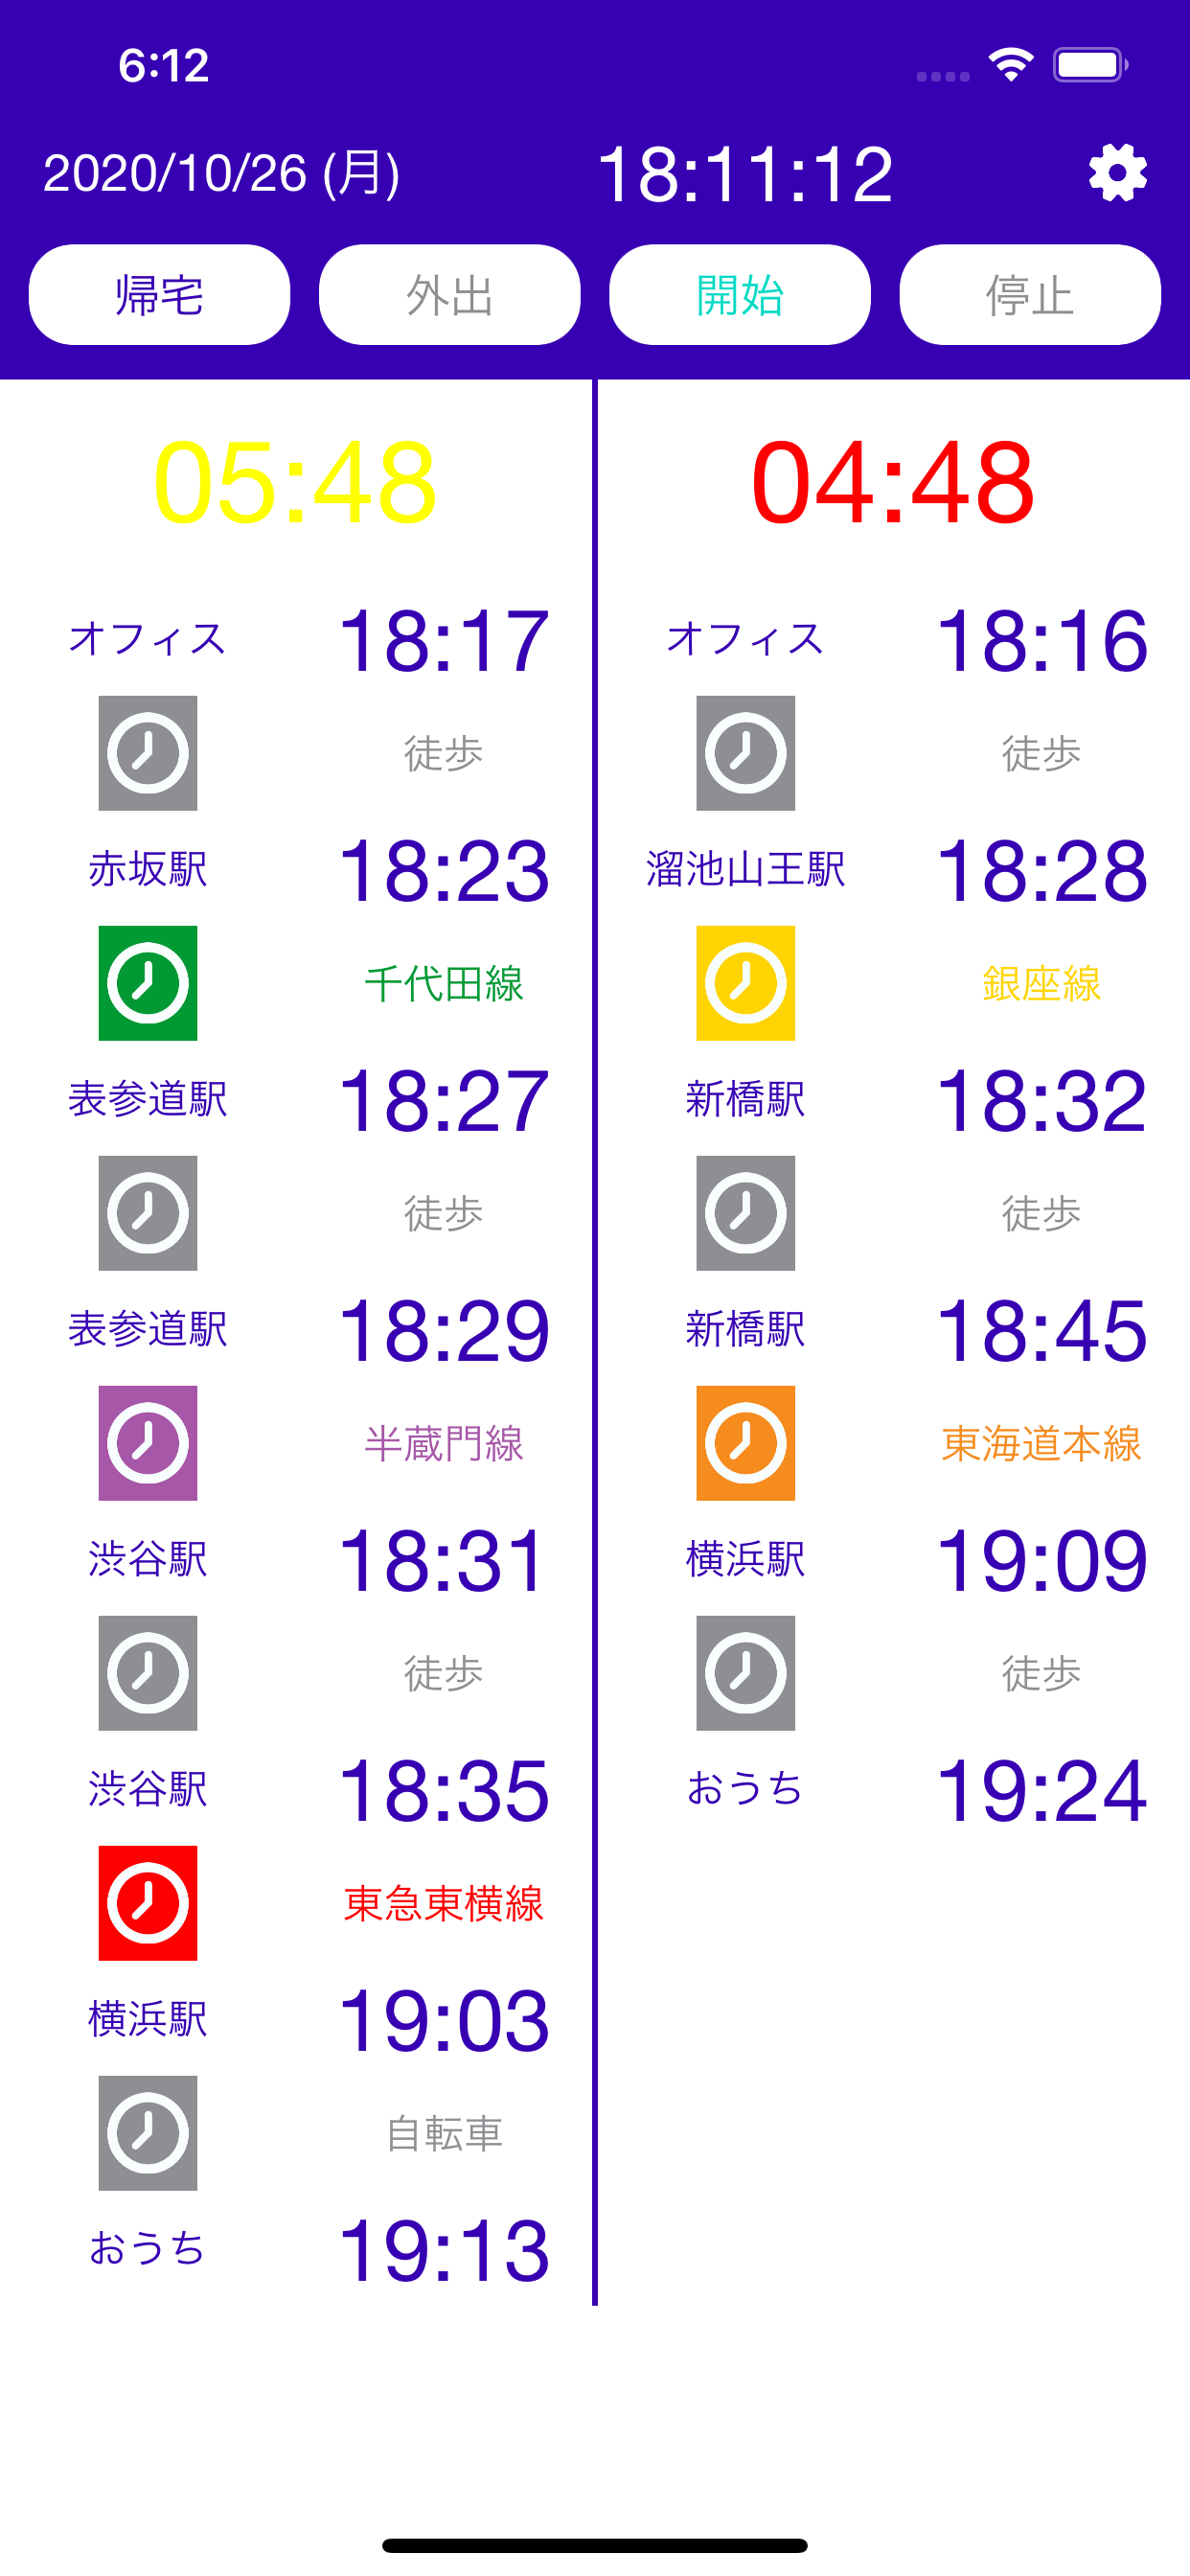 6:12
2020/10/26 (月) 18:11:12
帰宅 外出 開始 停止
05:48
オフィス 18:17
徒歩
赤坂駅 18:23
千代田線
表参道駅 18:27
徒歩
表参道駅 18:29
半蔵門線
渋谷駅 18:31
徒歩
渋谷駅 18:35
東急東横線
横浜駅 19:03
自転車
おうち 19:13
04:48
オフィス 18:16
徒歩
溜池山王駅 18:28
銀座線
新橋駅 18:32
徒歩
新橋駅 18:45
東海道本線
横浜駅 19:09
徒歩
おうち 19:24